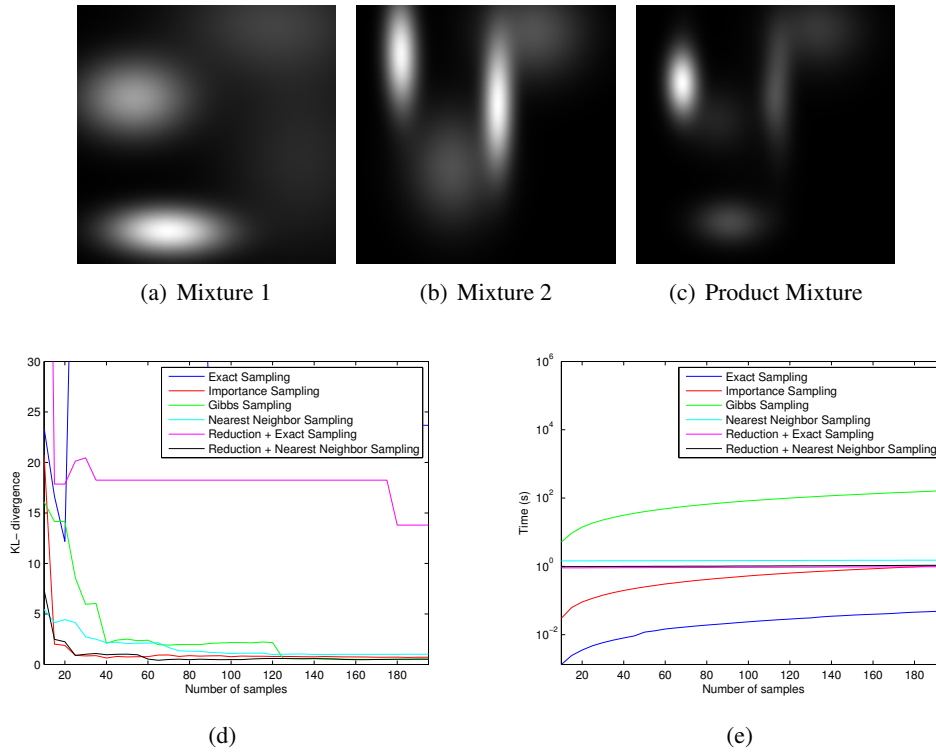 (a) Mixture 1
(b) Mixture 2
(c) Product Mixture
30
25
20
15
10
5
0
KL− divergence
20 40 60 80 100 120 140 160 180
Number of samples
Exact Sampling
Importance Sampling
Gibbs Sampling
Nearest Neighbor Sampling
Reduction + Exact Sampling
Reduction + Nearest Neighbor Sampling
(d)
10^6
10^4
10^2
10^0
10^−2
Time (s)
20 40 60 80 100 120 140 160 180
Number of samples
Exact Sampling
Importance Sampling
Gibbs Sampling
Nearest Neighbor Sampling
Reduction + Exact Sampling
Reduction + Nearest Neighbor Sampling
(e)